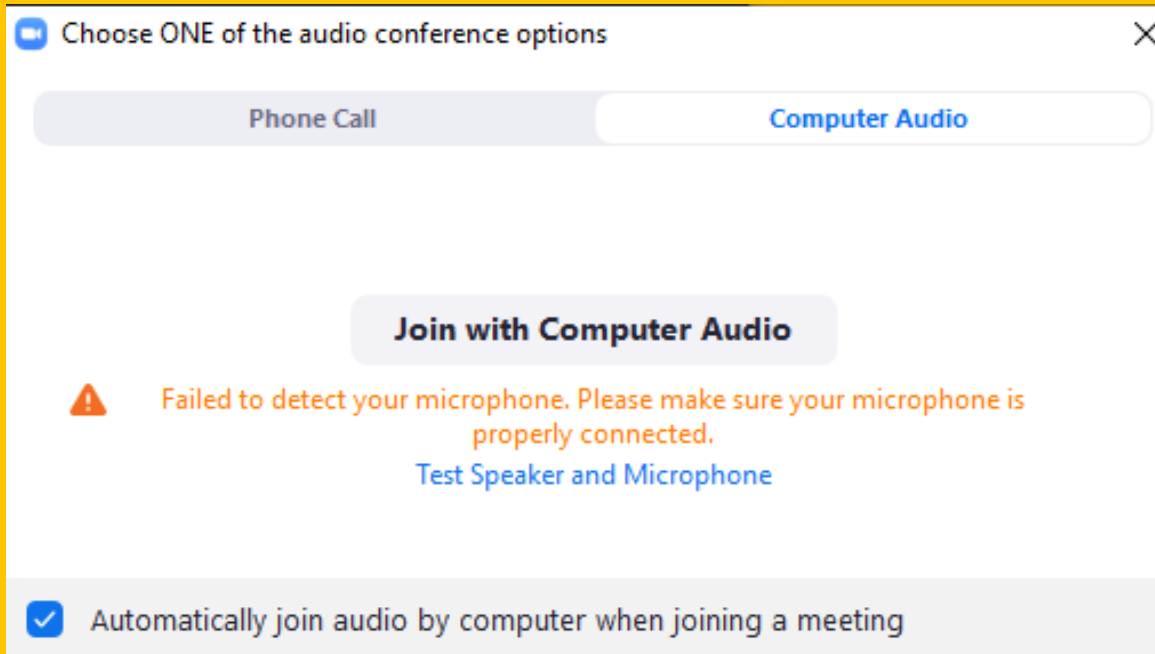 Choose ONE of the audio conference options
Phone Call
Computer Audio
Join with Computer Audio
Failed to detect your microphone. Please make sure your microphone is
properly connected.
Test Speaker and Microphone
Automatically join audio by computer when joining a meeting